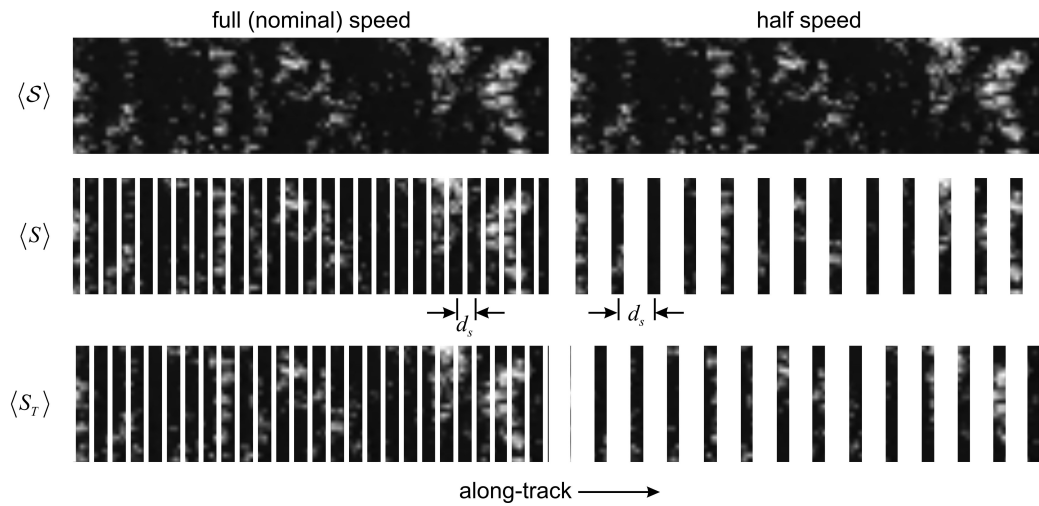 full (nominal) speed
half speed
⟨𝒮⟩
⟨S⟩
d_s
d_s
⟨S_T⟩
along-track